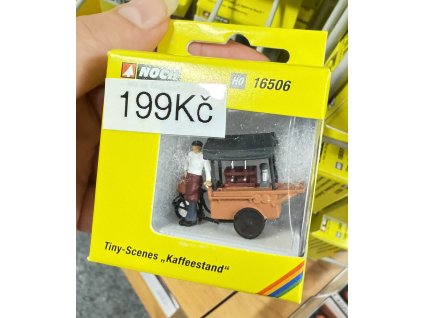 NOCH
HO 16506
199Kč
Tiny-Scenes „Kaffeestand"